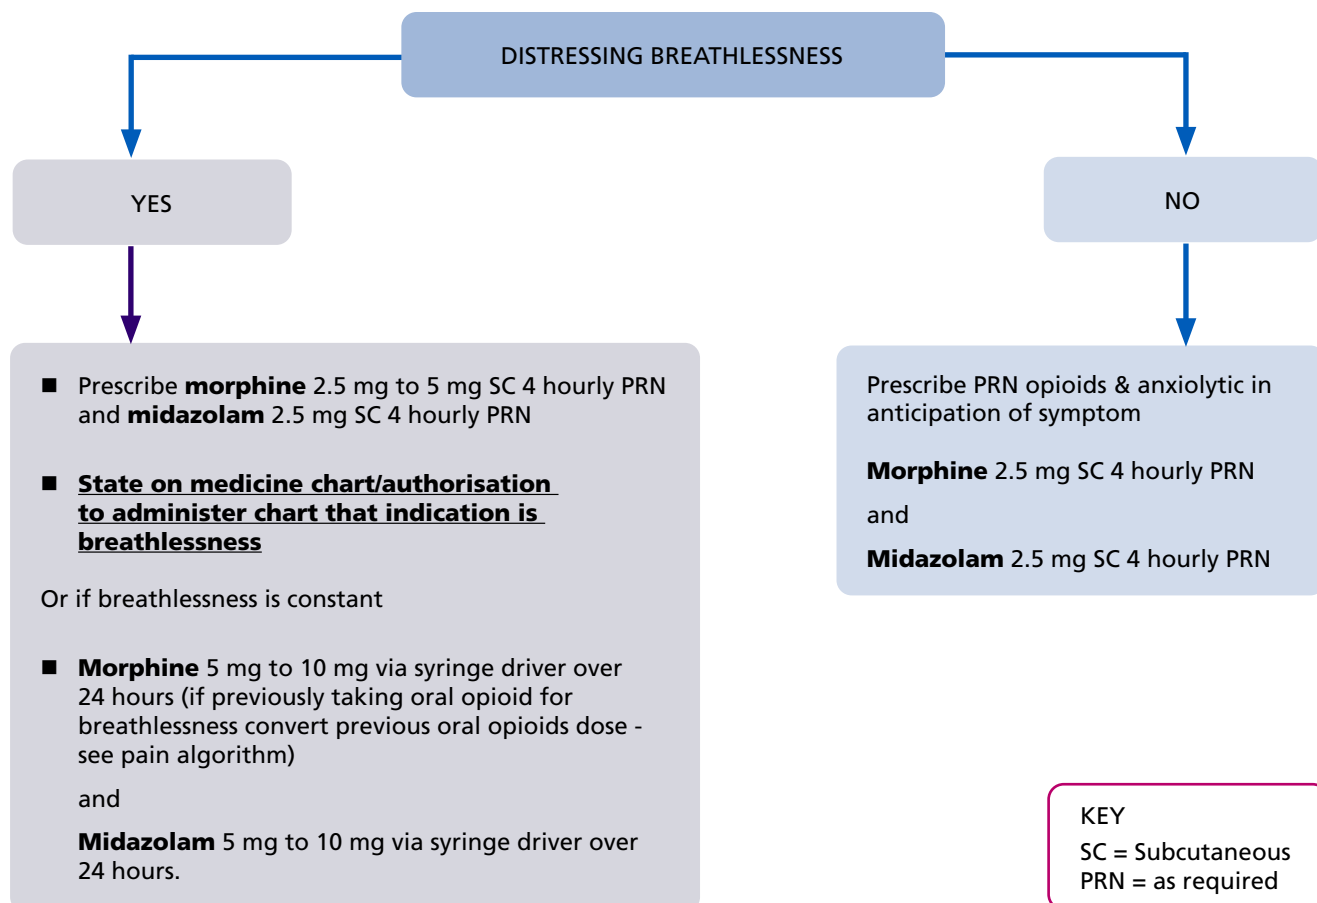 DISTRESSING BREATHLESSNESS
YES
NO
■ Prescribe morphine 2.5 mg to 5 mg SC 4 hourly PRN
and midazolam 2.5 mg SC 4 hourly PRN
■ State on medicine chart/authorisation
to administer chart that indication is
breathlessness
Or if breathlessness is constant
■ Morphine 5 mg to 10 mg via syringe driver over
24 hours (if previously taking oral opioid for
breathlessness convert previous oral opioids dose -
see pain algorithm)
and
Midazolam 5 mg to 10 mg via syringe driver over
24 hours.
Prescribe PRN opioids & anxiolytic in
anticipation of symptom
Morphine 2.5 mg SC 4 hourly PRN
and
Midazolam 2.5 mg SC 4 hourly PRN
KEY
SC = Subcutaneous
PRN = as required